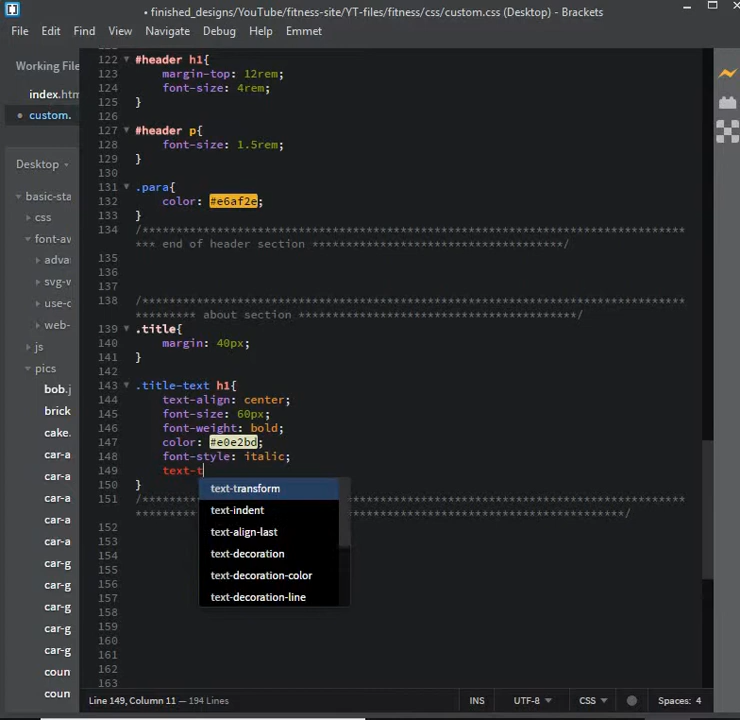 • finished_designs/YouTube/fitness-site/YT-files/fitness/css/custom.css (Desktop) - Brackets
File Edit Find View Navigate Debug Help Emmet
Working File
index.htm
• custom.
Desktop
basic-sta
css
font-aw
adva
svg-v
use-c
web-
js
pics
bob.j
brick
cake.
car-a
car-a
car-a
car-a
car-a
car-a
car-a
car-g
car-g
car-g
car-g
car-g
coun
coun
122 #header h1{
123 margin-top: 12rem;
124 font-size: 4rem;
125 }
126
127 #header p{
128 font-size: 1.5rem;
129 }
130
131 .para{
132 color: #e6af2e;
133 }
134 /*********************************************************************************
*** end of header section **************************************/
135
136
137
138 /*********************************************************************************
********* about section ******************************************/
139 .title{
140 margin: 40px;
141 }
142
143 .title-text h1{
144 text-align: center;
145 font-size: 60px;
146 font-weight: bold;
147 color: #e0e2bd;
148 font-style: italic;
149 text-t
150 }
151
152
153
154
155
156
157
158
159
160
161
162
163
text-transform
text-indent
text-align-last
text-decoration
text-decoration-color
text-decoration-line
Line 149, Column 11 — 194 Lines
INS UTF-8 CSS Spaces: 4